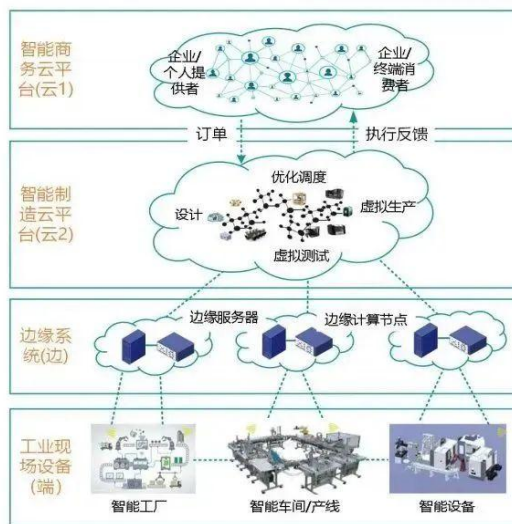 智能商
务云平
台(云1)
企业/
个人提
供者
企业/
终端消
费者
订单
执行反馈
智能制
造云平
台(云2)
优化调度
设计
虚拟生产
虚拟测试
边缘系
统(边)
边缘服务器
边缘计算节点
工业现
场设备
(端)
智能工厂
智能车间/产线
智能设备